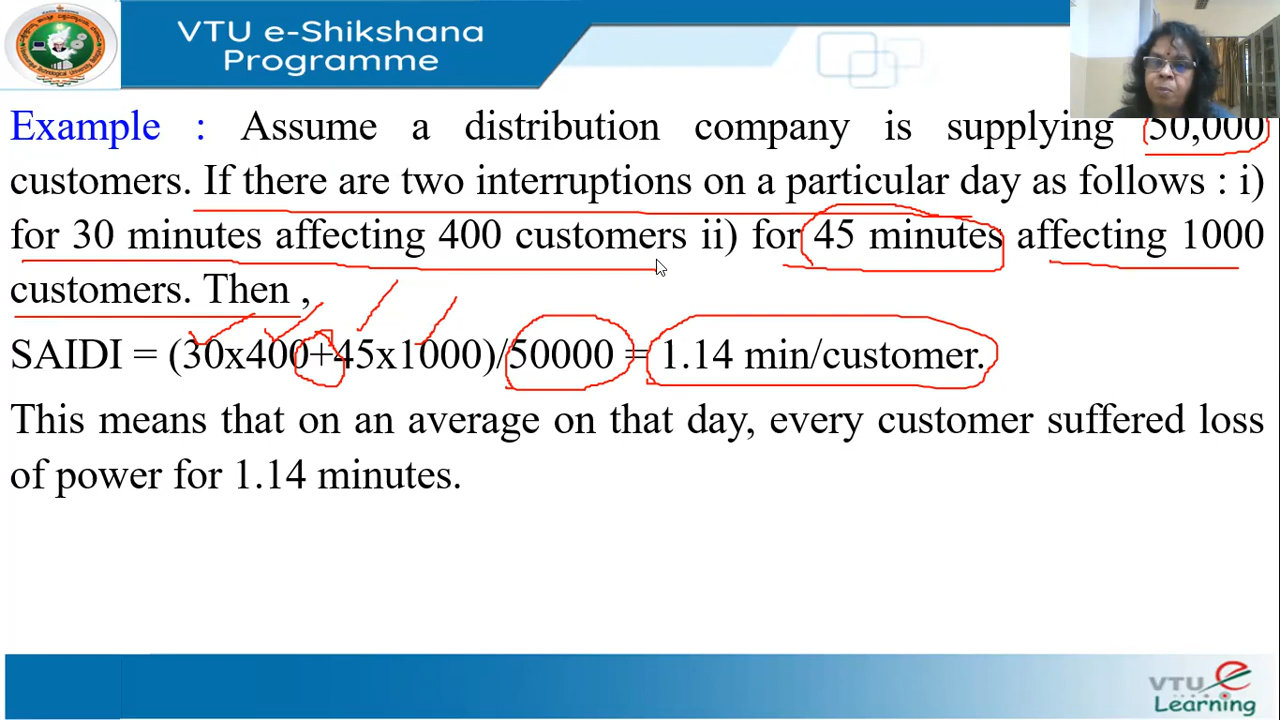 VTU e-Shikshana
Programme
Example : Assume a distribution company is supplying 50,000
customers. If there are two interruptions on a particular day as follows : i)
for 30 minutes affecting 400 customers ii) for 45 minutes affecting 1000
customers. Then ,
SAIDI = (30x400+45x1000)/50000 = 1.14 min/customer.
This means that on an average on that day, every customer suffered loss
of power for 1.14 minutes.
VTU e
Learning